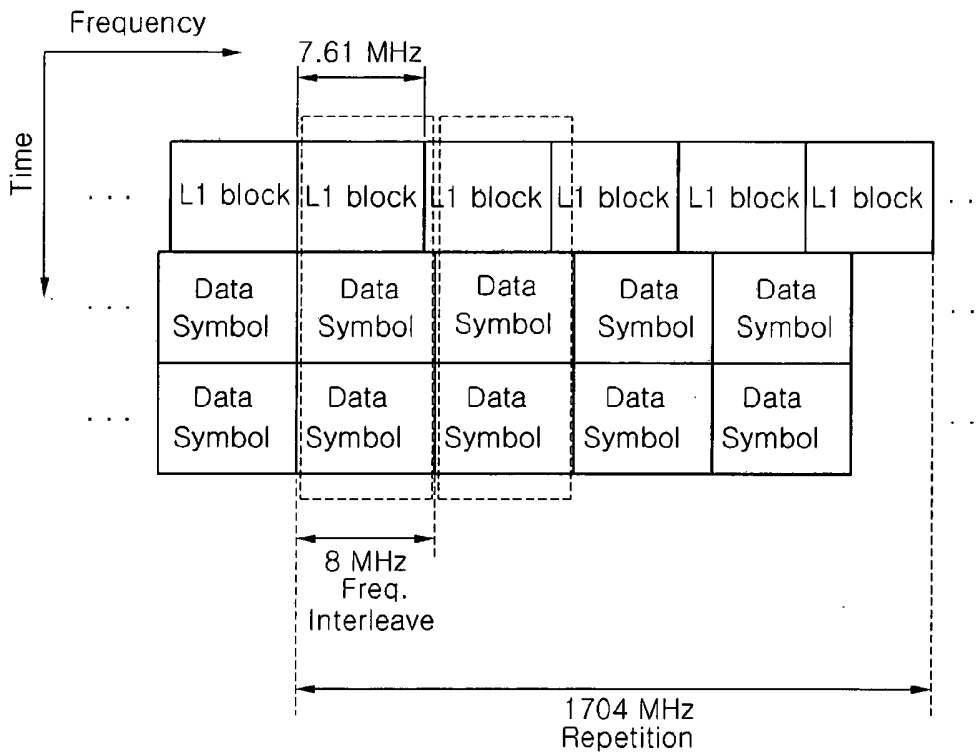 Frequency
7.61 MHz
Time
. . . L1 block L1 block L1 block L1 block L1 block L1 block . .
. . . Data Symbol Data Symbol Data Symbol Data Symbol Data Symbol . .
. . . Data Symbol Data Symbol Data Symbol Data Symbol Data Symbol . .
8 MHz
Freq.
Interleave
1704 MHz
Repetition